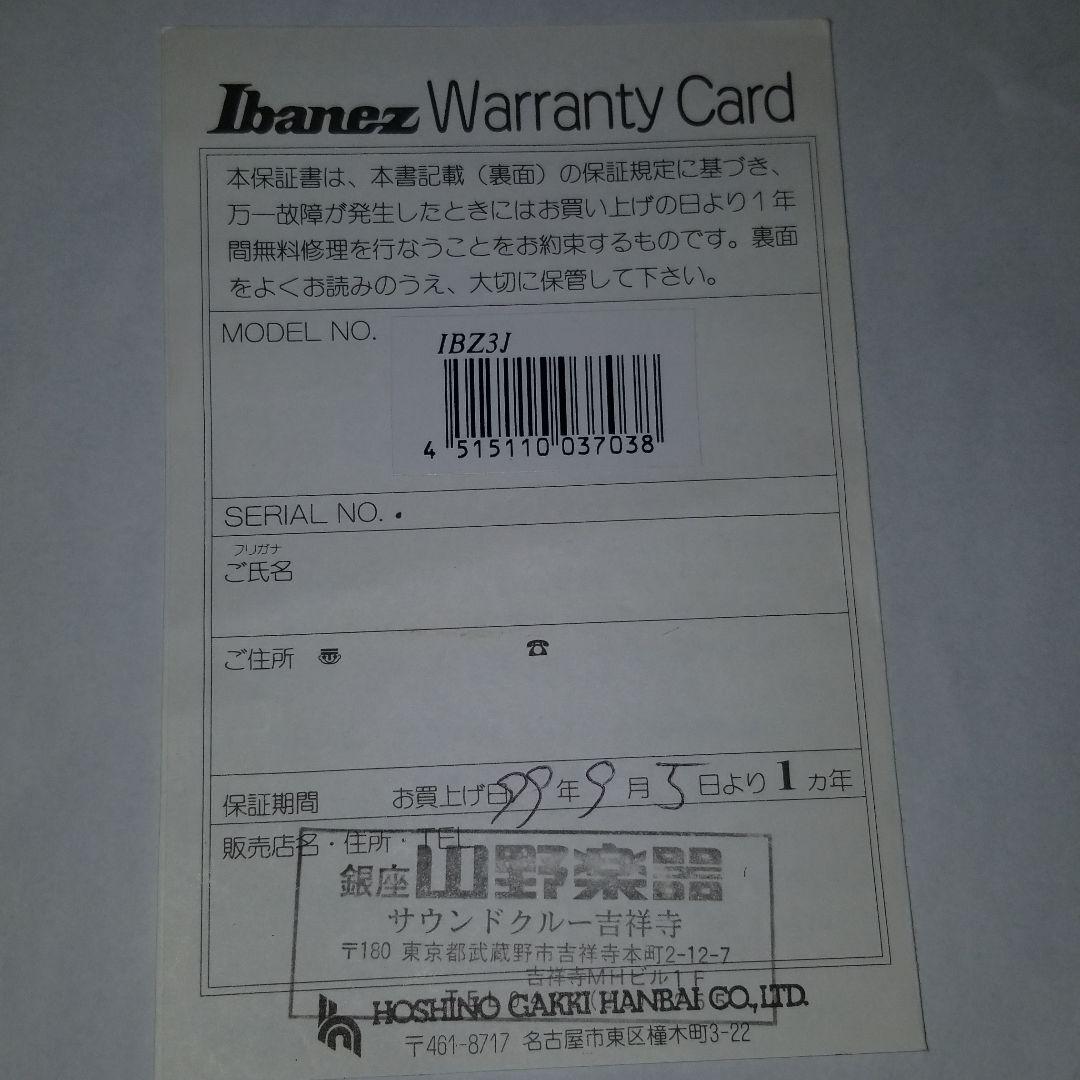 Ibanez Warranty Card
本保証書は、本書記載（裏面）の保証規定に基づき、
万一故障が発生したときにはお買い上げの日より1年
間無料修理を行なうことをお約束するものです。裏面
をよくお読みのうえ、大切に保管して下さい。
MODEL NO.
IBZ3J
4 515110 037038
SERIAL NO.
フリガナ
ご氏名
ご住所 〠 ☎
保証期間 お買上げ日 99年9月5日より1カ年
販売店名・住所・TEL
銀座 山野楽器
サウンドクルー吉祥寺
〒180 東京都武蔵野市吉祥寺本町2-12-7
吉祥寺MHビル1F
HOSHINO GAKKI HANBAI CO.,LTD.
〒461-8717 名古屋市東区橦木町3-22